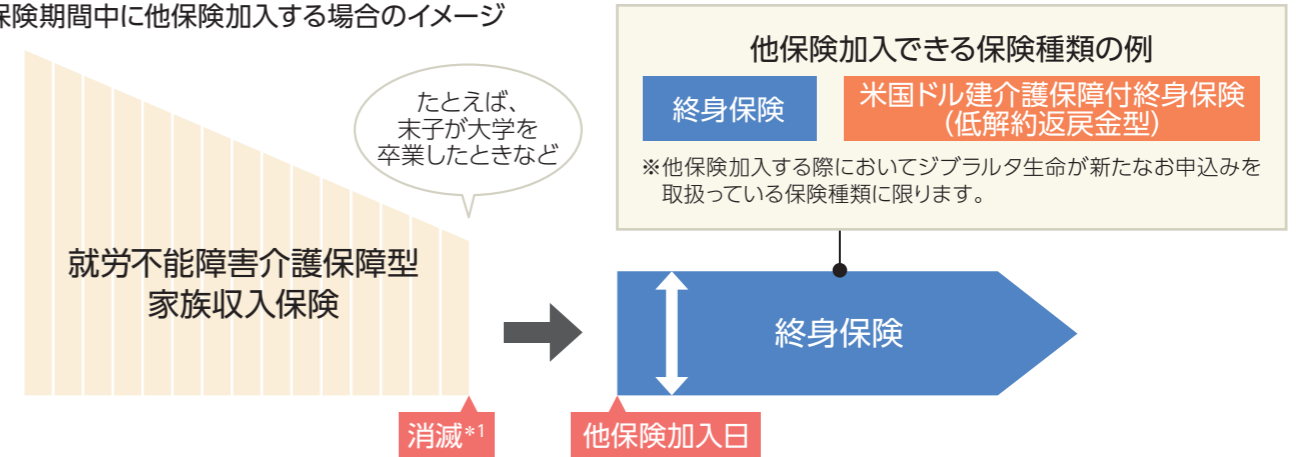 保険期間中に他保険加入する場合のイメージ
たとえば、
末子が大学を
卒業したときなど
就労不能障害介護保障型
家族収入保険
消滅*1
他保険加入できる保険種類の例
終身保険
米国ドル建介護保障付終身保険
(低解約返戻金型)
※他保険加入する際においてジブラルタ生命が新たなお申込みを
取扱っている保険種類に限ります。
終身保険
他保険加入日